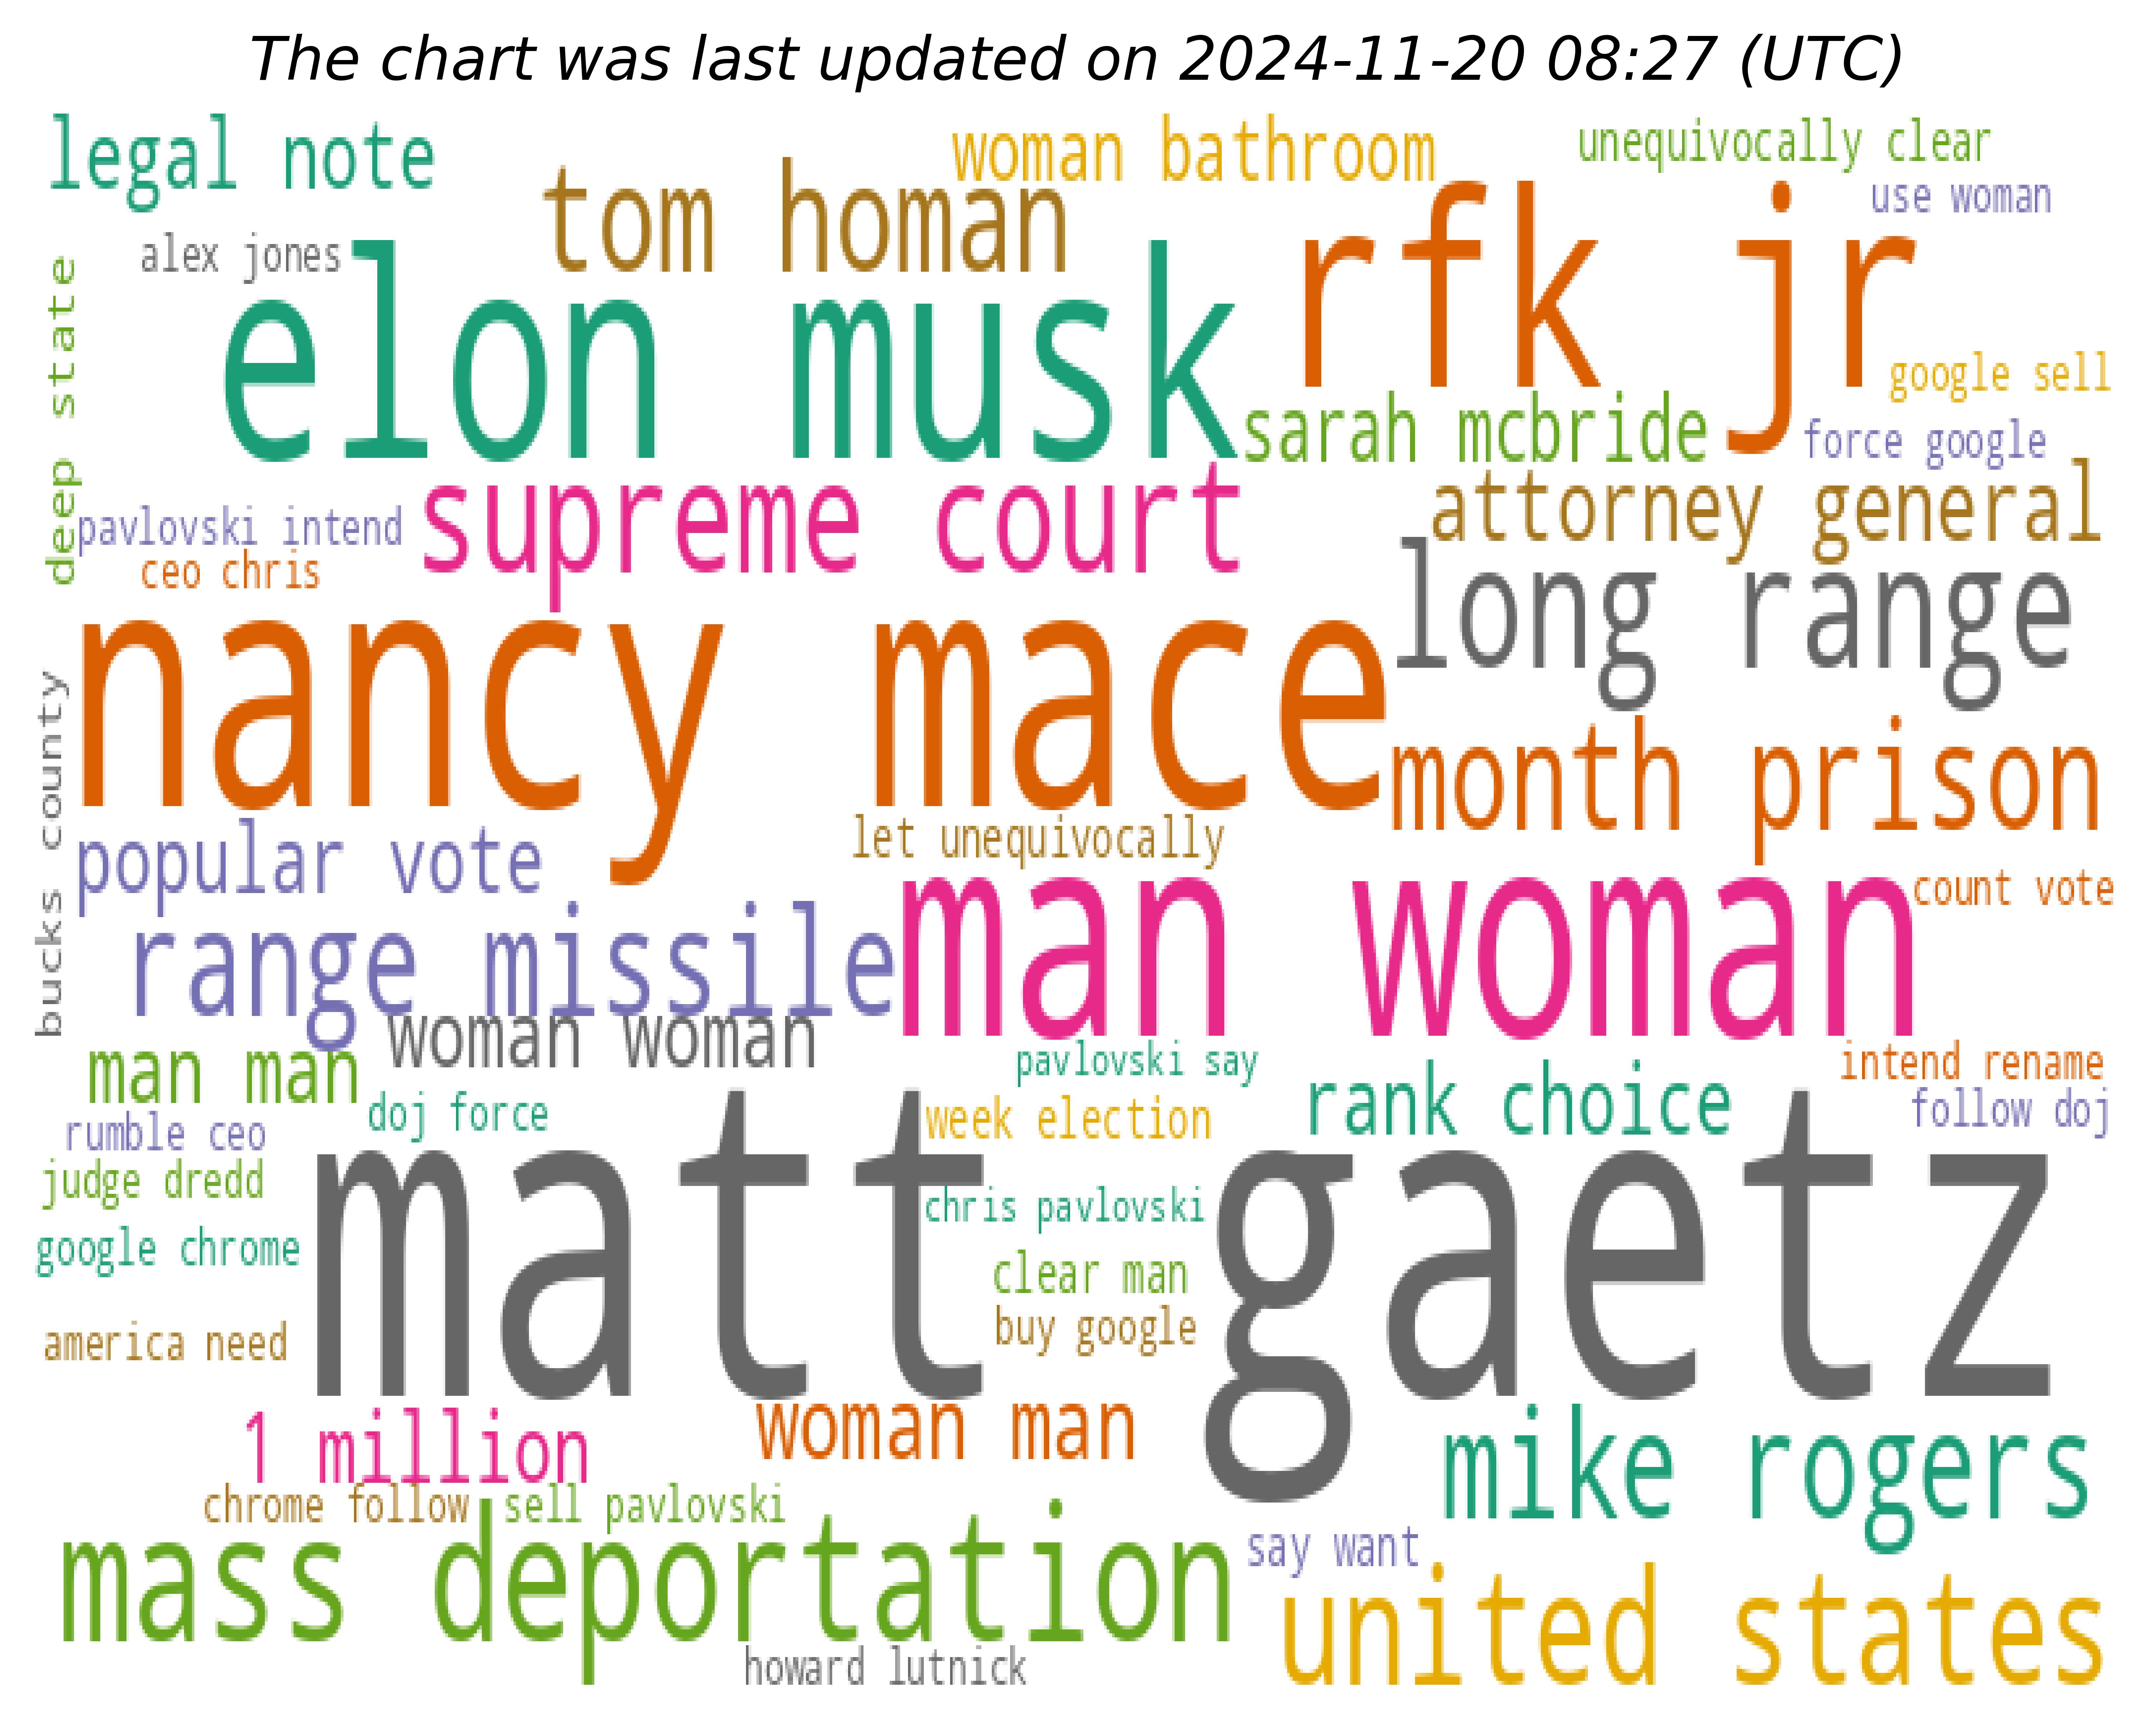 The chart was last updated on 2024-11-20 08:27 (UTC)
legal note
woman bathroom
unequivocally clear
tom homan
use woman
alex jones
rfk jr
elon musk
deep state
google sell
sarah mcbride
force google
supreme court
attorney general
pavlovski intend
ceo chris
long range
nancy mace
month prison
bucks county
popular vote
let unequivocally
man woman
count vote
range missile
woman woman
man man
pavlovski say
intend rename
rank choice
doj force
week election
follow doj
rumble ceo
judge dredd
matt gaetz
chris pavlovski
google chrome
clear man
buy google
america need
1 million
woman man
mike rogers
chrome follow
sell pavlovski
mass deportation
say want
united states
howard lutnick